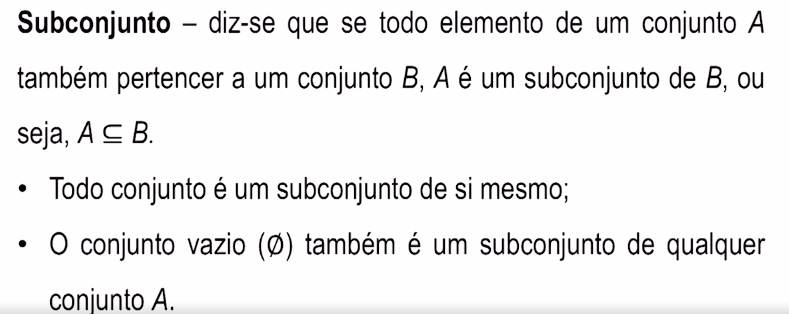 Subconjunto – diz-se que se todo elemento de um conjunto A
também pertencer a um conjunto B, A é um subconjunto de B, ou
seja, A ⊆ B.
• Todo conjunto é um subconjunto de si mesmo;
• O conjunto vazio (Ø) também é um subconjunto de qualquer
conjunto A.